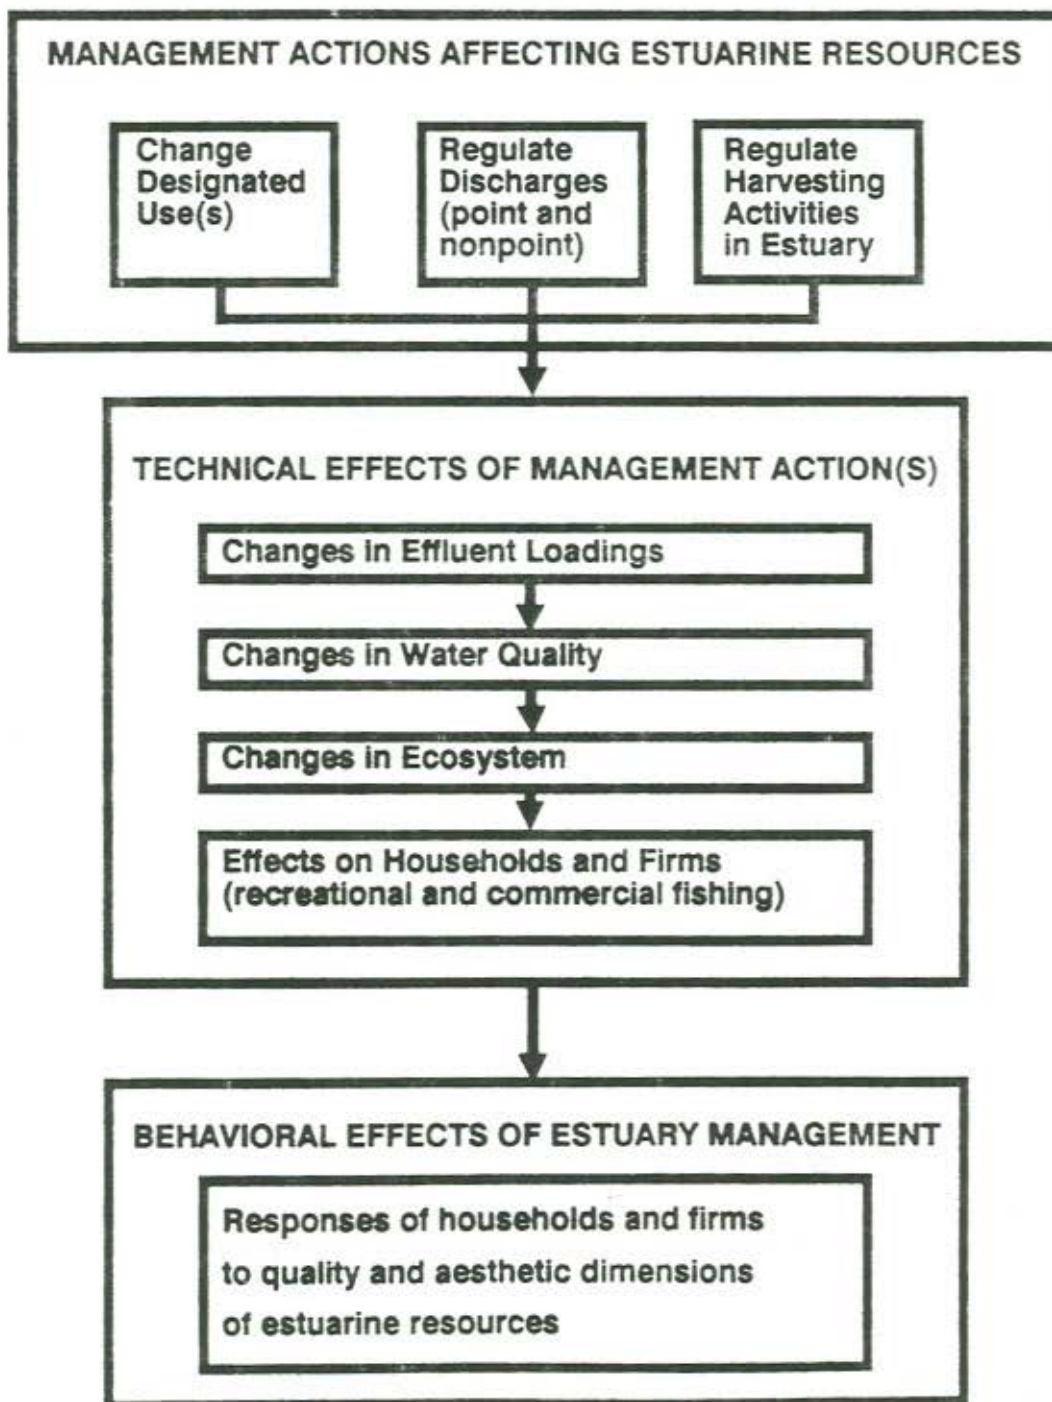 MANAGEMENT ACTIONS AFFECTING ESTUARINE RESOURCES
Change
Designated
Use(s)
Regulate
Discharges
(point and
nonpoint)
Regulate
Harvesting
Activities
in Estuary
TECHNICAL EFFECTS OF MANAGEMENT ACTION(S)
Changes in Effluent Loadings
Changes in Water Quality
Changes in Ecosystem
Effects on Households and Firms
(recreational and commercial fishing)
BEHAVIORAL EFFECTS OF ESTUARY MANAGEMENT
Responses of households and firms
to quality and aesthetic dimensions
of estuarine resources